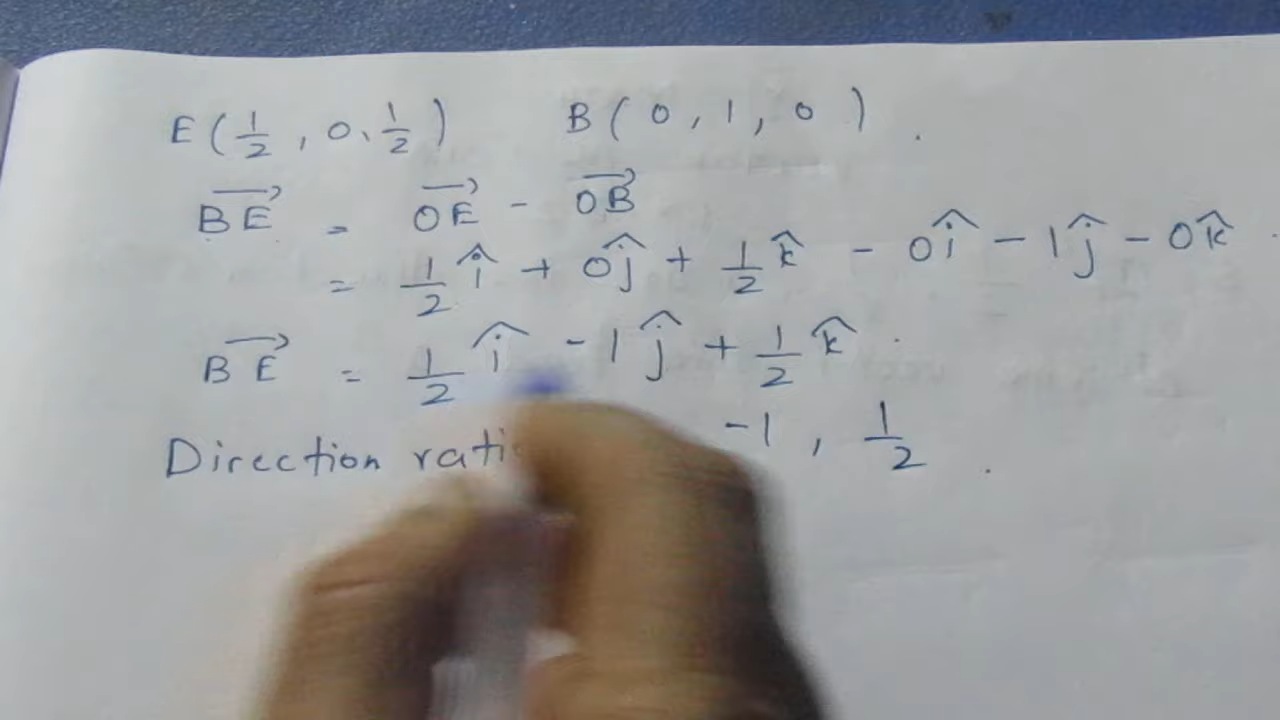 E(1/2, 0, 1/2) B(0, 1, 0).
→BE = →OE - →OB
= 1/2 î + 0ĵ + 1/2 k̂ - 0î - 1ĵ - 0k̂.
→BE = 1/2 î - 1ĵ + 1/2 k̂.
Direction -1, 1/2.